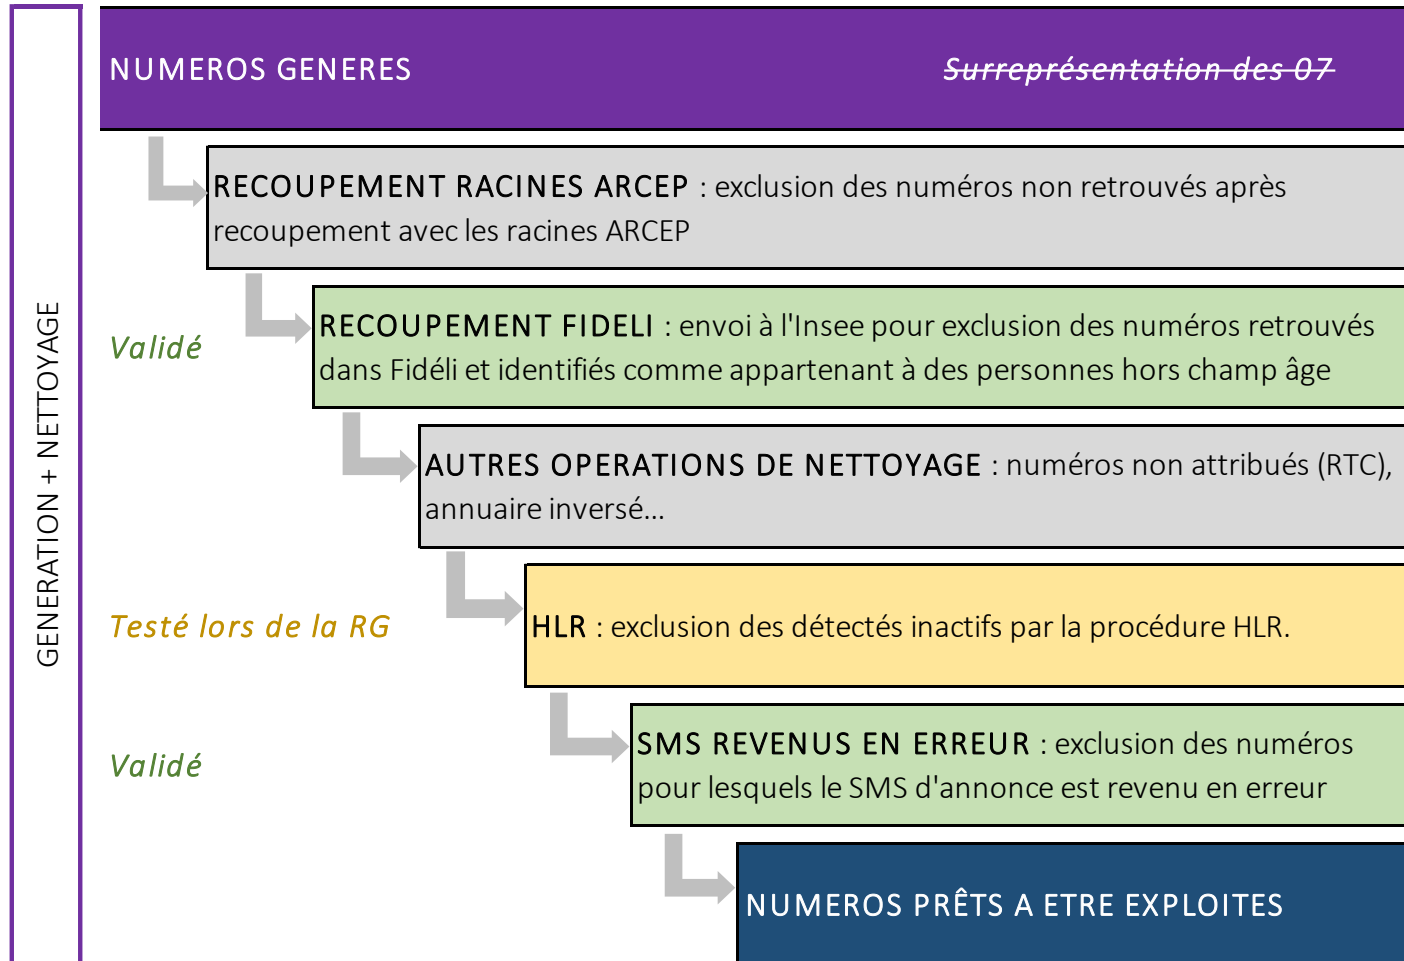 GENERATION + NETTOYAGE
NUMEROS GENERES
Surreprésentation des 07
RECOUPEMENT RACINES ARCEP : exclusion des numéros non retrouvés après
recoupement avec les racines ARCEP
Validé
RECOUPEMENT FIDELI : envoi à l'Insee pour exclusion des numéros retrouvés
dans Fidéli et identifiés comme appartenant à des personnes hors champ âge
AUTRES OPERATIONS DE NETTOYAGE : numéros non attribués (RTC),
annuaire inversé...
Testé lors de la RG
HLR : exclusion des détectés inactifs par la procédure HLR.
Validé
SMS REVENUS EN ERREUR : exclusion des numéros
pour lesquels le SMS d'annonce est revenu en erreur
NUMEROS PRÊTS A ETRE EXPLOITES